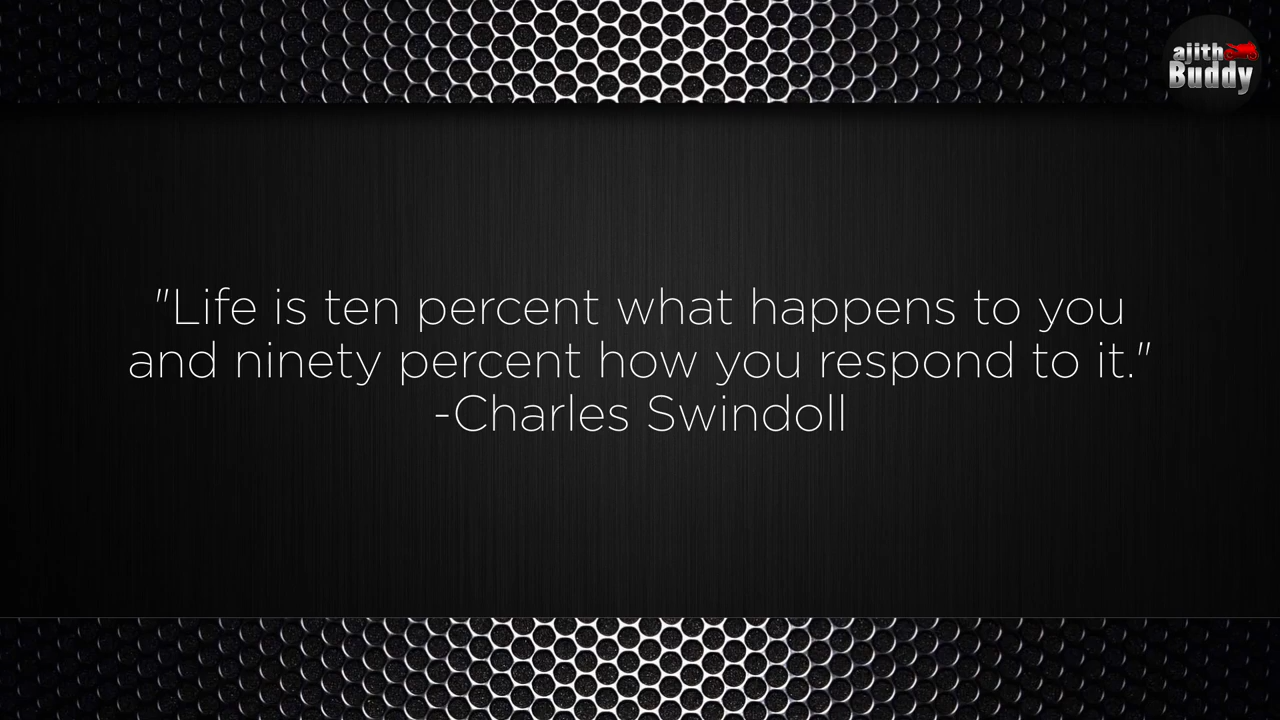 ajith
Buddy
"Life is ten percent what happens to you
and ninety percent how you respond to it."
-Charles Swindoll